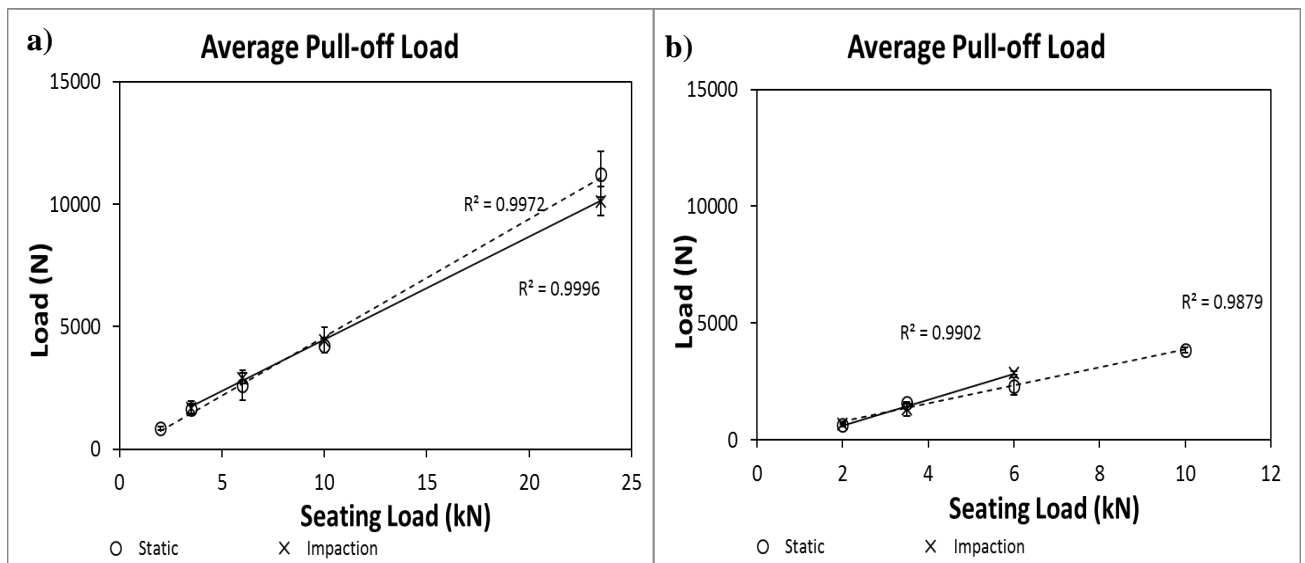 a)
Average Pull-off Load
15000
10000
5000
0
Load (N)
R² = 0.9972
R² = 0.9996
0 5 10 15 20 25
Seating Load (kN)
Static Impaction
b)
Average Pull-off Load
15000
10000
5000
0
Load (N)
R² = 0.9902
R² = 0.9879
0 2 4 6 8 10 12
Seating Load (kN)
Static Impaction